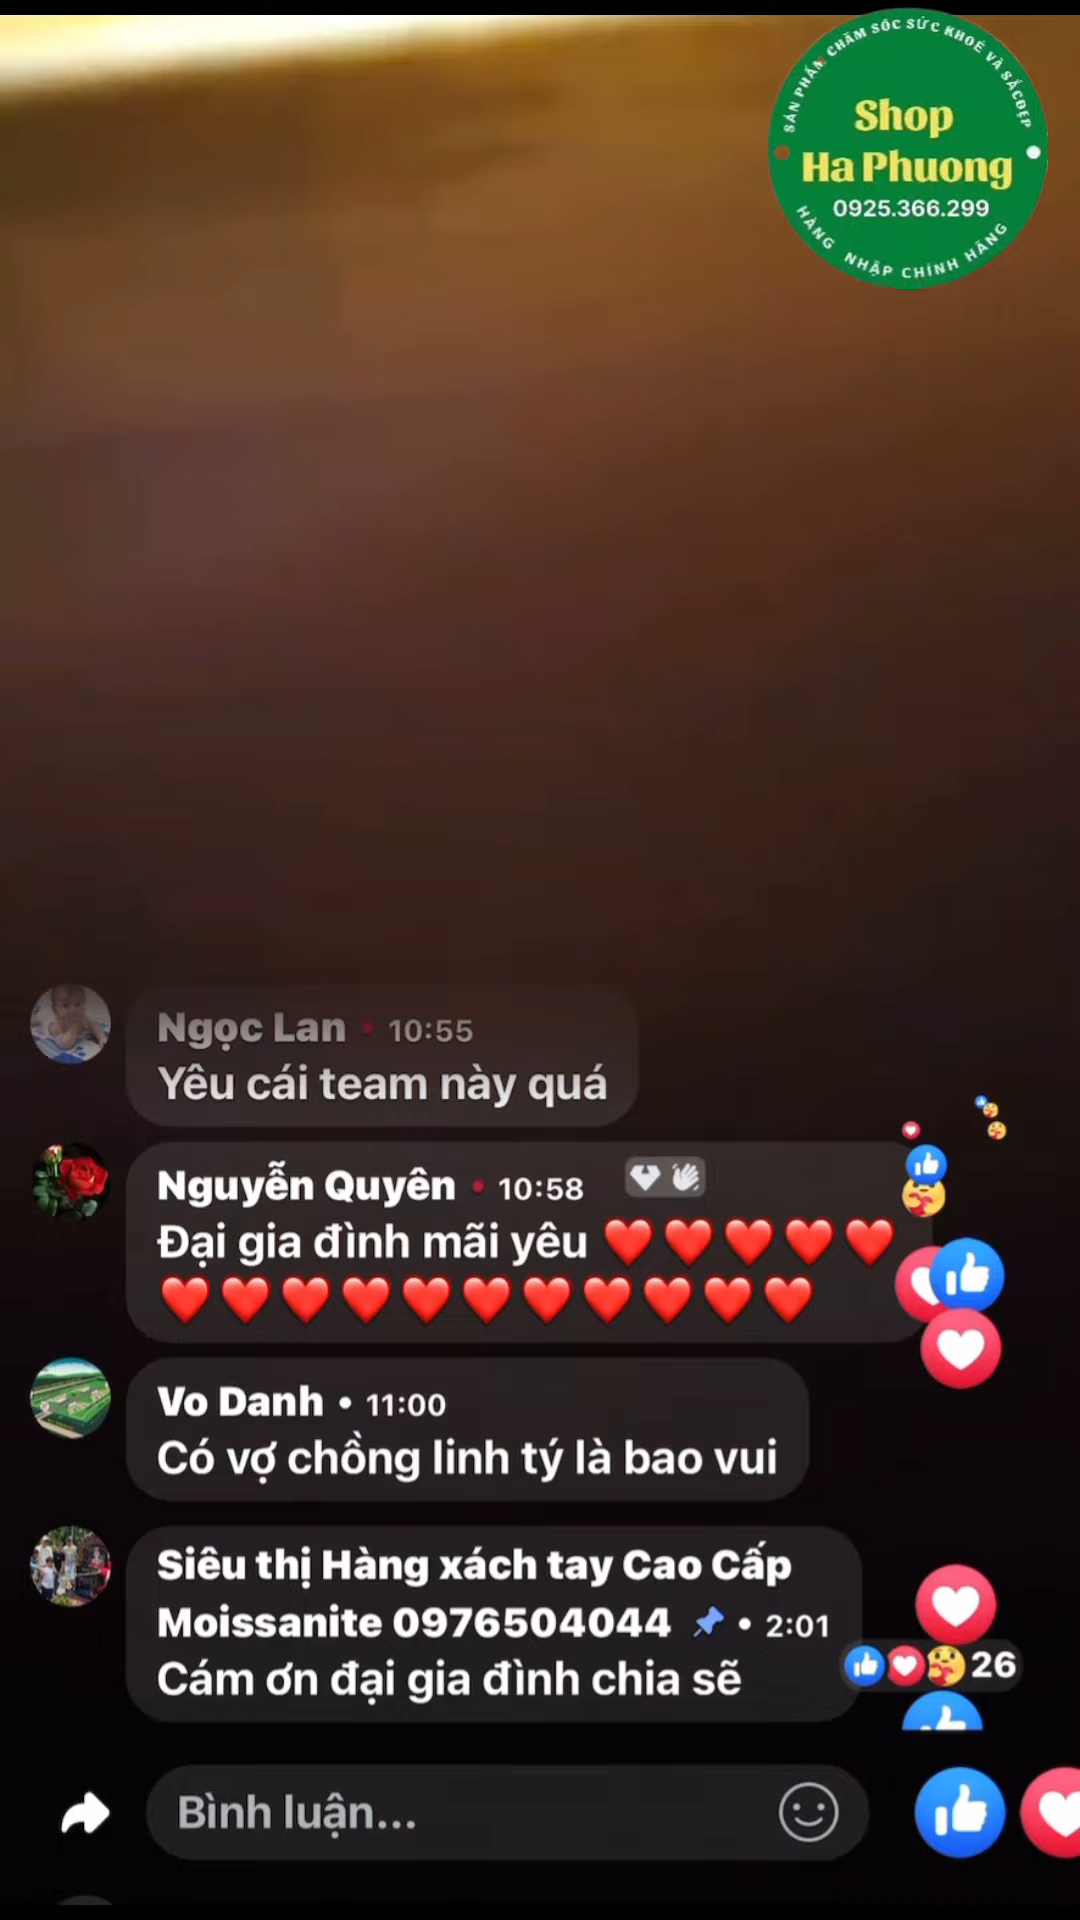 SẢN PHẨM CHĂM SÓC SỨC KHOẺ VÀ SẮCĐẸP
Shop
Ha Phuong
0925.366.299
HÀNG NHẬP CHÍNH HÃNG
Ngọc Lan • 10:55
Yêu cái team này quá
Nguyễn Quyên • 10:58
Đại gia đình mãi yêu ❤️❤️❤️❤️❤️
❤️❤️❤️❤️❤️❤️❤️❤️❤️❤️❤️
Vo Danh • 11:00
Có vợ chồng linh tý là bao vui
Siêu thị Hàng xách tay Cao Cấp
Moissanite 0976504044 📌 • 2:01
Cám ơn đại gia đình chia sẽ
26
Bình luận...